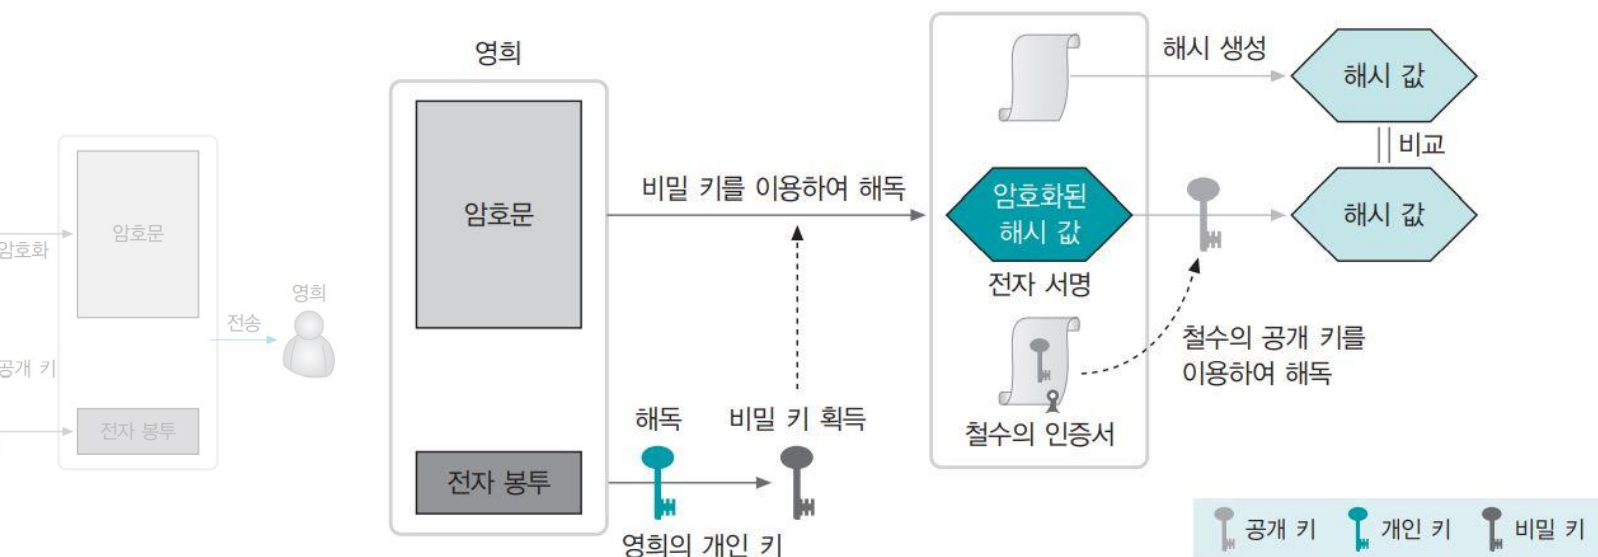 암호화
공개 키
암호문
전자 봉투
전송
영희
영희
암호문
전자 봉투
비밀 키를 이용하여 해독
해독
비밀 키 획득
영희의 개인 키
해시 생성
해시 값
비교
암호화된
해시 값
전자 서명
해시 값
철수의 공개 키를
이용하여 해독
철수의 인증서
공개 키
개인 키
비밀 키